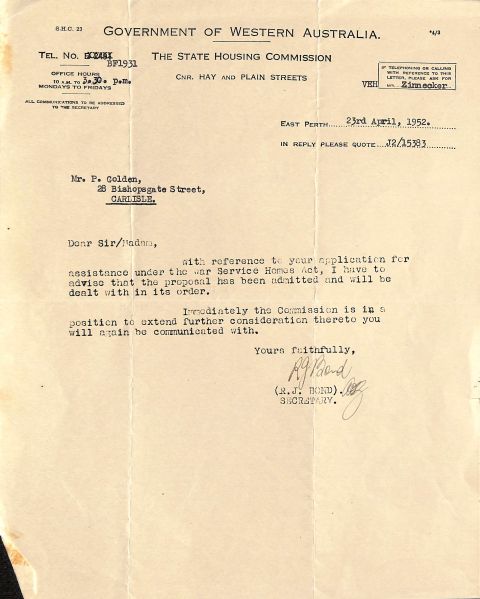 S.H.C. 23
GOVERNMENT OF WESTERN AUSTRALIA.
TEL. NO. BF1931
THE STATE HOUSING COMMISSION
CNR. HAY AND PLAIN STREETS
OFFICE HOURS
10 A.M. TO 3.30. p.m.
MONDAYS TO FRIDAYS
ALL COMMUNICATIONS TO BE ADDRESSED
TO THE SECRETARY
IF TELEPHONING OR CALLING
WITH REFERENCE TO THIS
LETTER, PLEASE ASK FOR
VEH MR. Zinnecker.
EAST PERTH 23rd April, 1952.
IN REPLY PLEASE QUOTE J2/15383
Mr. P. Colden,
28 Bishopsgate Street,
CARLISLE.
Dear Sir/Madam,
with reference to your application for
assistance under the War Service Homes Act, I have to
advise that the proposal has been admitted and will be
dealt with in its order.
Immediately the Commission is in a
position to extend further consideration thereto you
will again be communicated with.
Yours faithfully,
RJ Bond
(R.J. BOND).
SECRETARY.